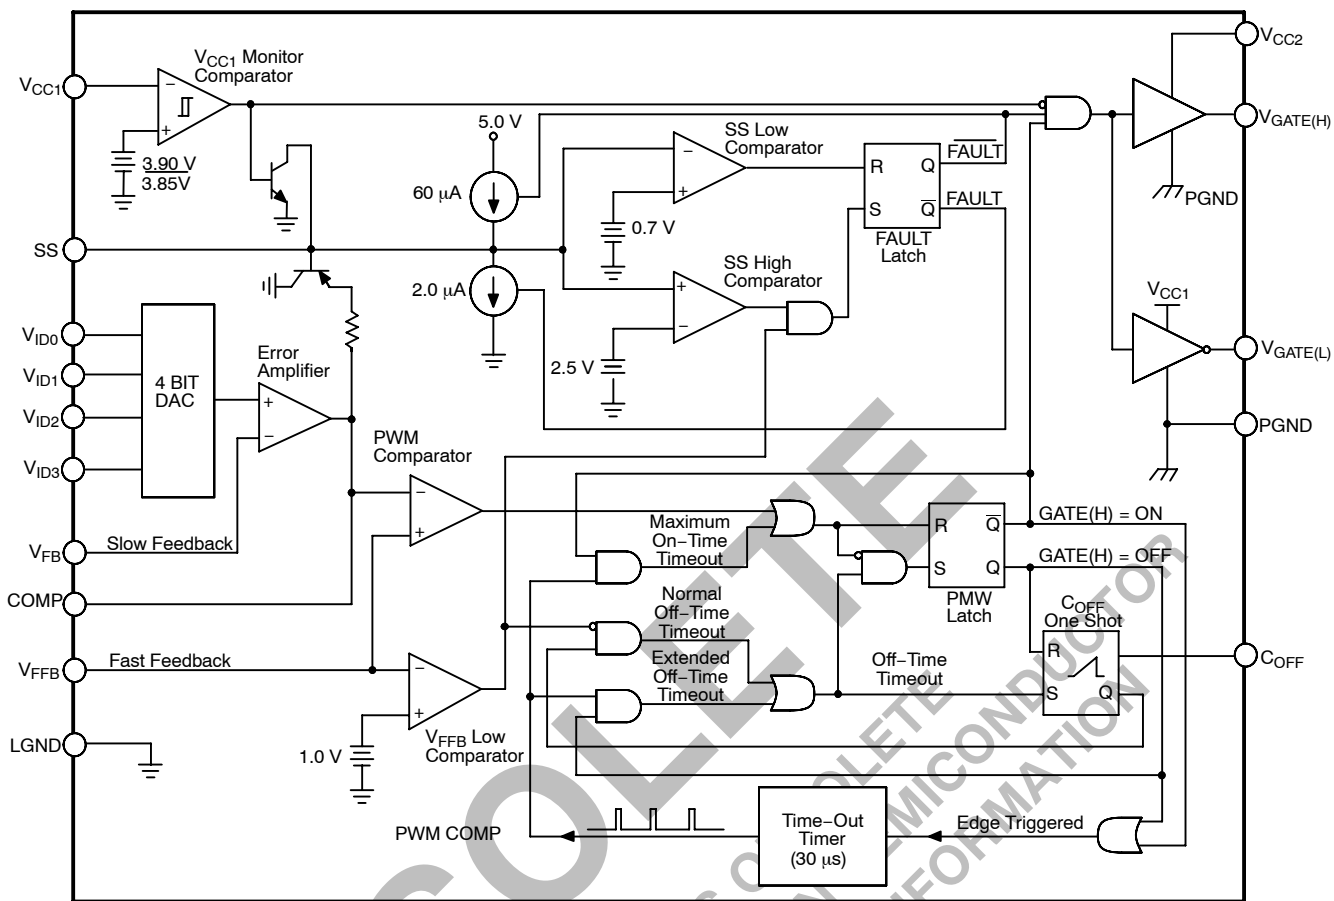 VCC1
VCC1 Monitor
Comparator
−
+
3.90 V
3.85V
5.0 V
60 μA
SS Low
Comparator
−
+
0.7 V
R
Q
S
Q
FAULT
FAULT
FAULT
Latch
VCC2
VGATE(H)
PGND
SS
2.0 μA
SS High
Comparator
+
−
2.5 V
VCC1
VGATE(L)
PGND
VID0
VID1
VID2
VID3
4 BIT
DAC
Error
Amplifier
+
−
PWM
Comparator
−
+
VFB
Slow Feedback
COMP
Maximum
On−Time
Timeout
R
Q
S
Q
PMW
Latch
GATE(H) = ON
GATE(H) = OFF
Normal
Off−Time
Timeout
Extended
Off−Time
Timeout
Off−Time
Timeout
COFF
One Shot
R
S
Q
COFF
VFFB
Fast Feedback
−
+
1.0 V
VFFB Low
Comparator
LGND
PWM COMP
Time−Out
Timer
(30 μs)
Edge Triggered